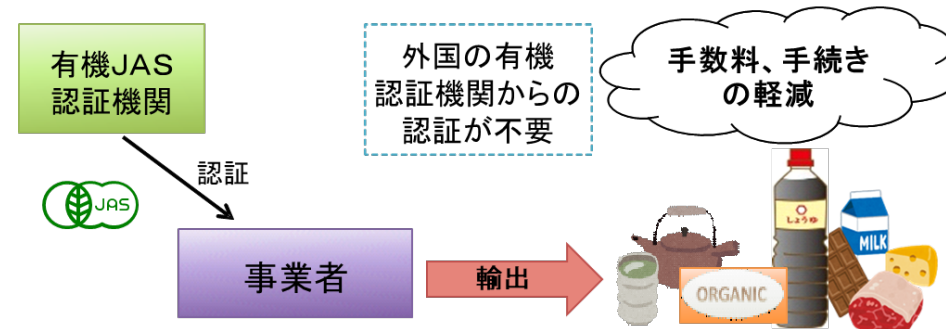 有機JAS
認証機関
外国の有機
認証機関からの
認証が不要
手数料、手続き
の軽減
認証
JAS
事業者
輸出
しょうゆ
MILK
ORGANIC